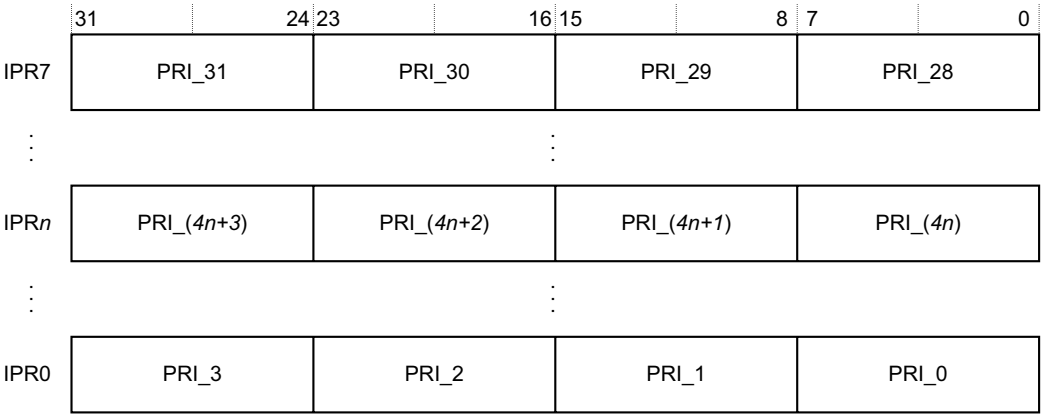 31 24 23 16 15 8 7 0
IPR7 PRI_31 PRI_30 PRI_29 PRI_28
IPRn PRI_(4n+3) PRI_(4n+2) PRI_(4n+1) PRI_(4n)
IPR0 PRI_3 PRI_2 PRI_1 PRI_0